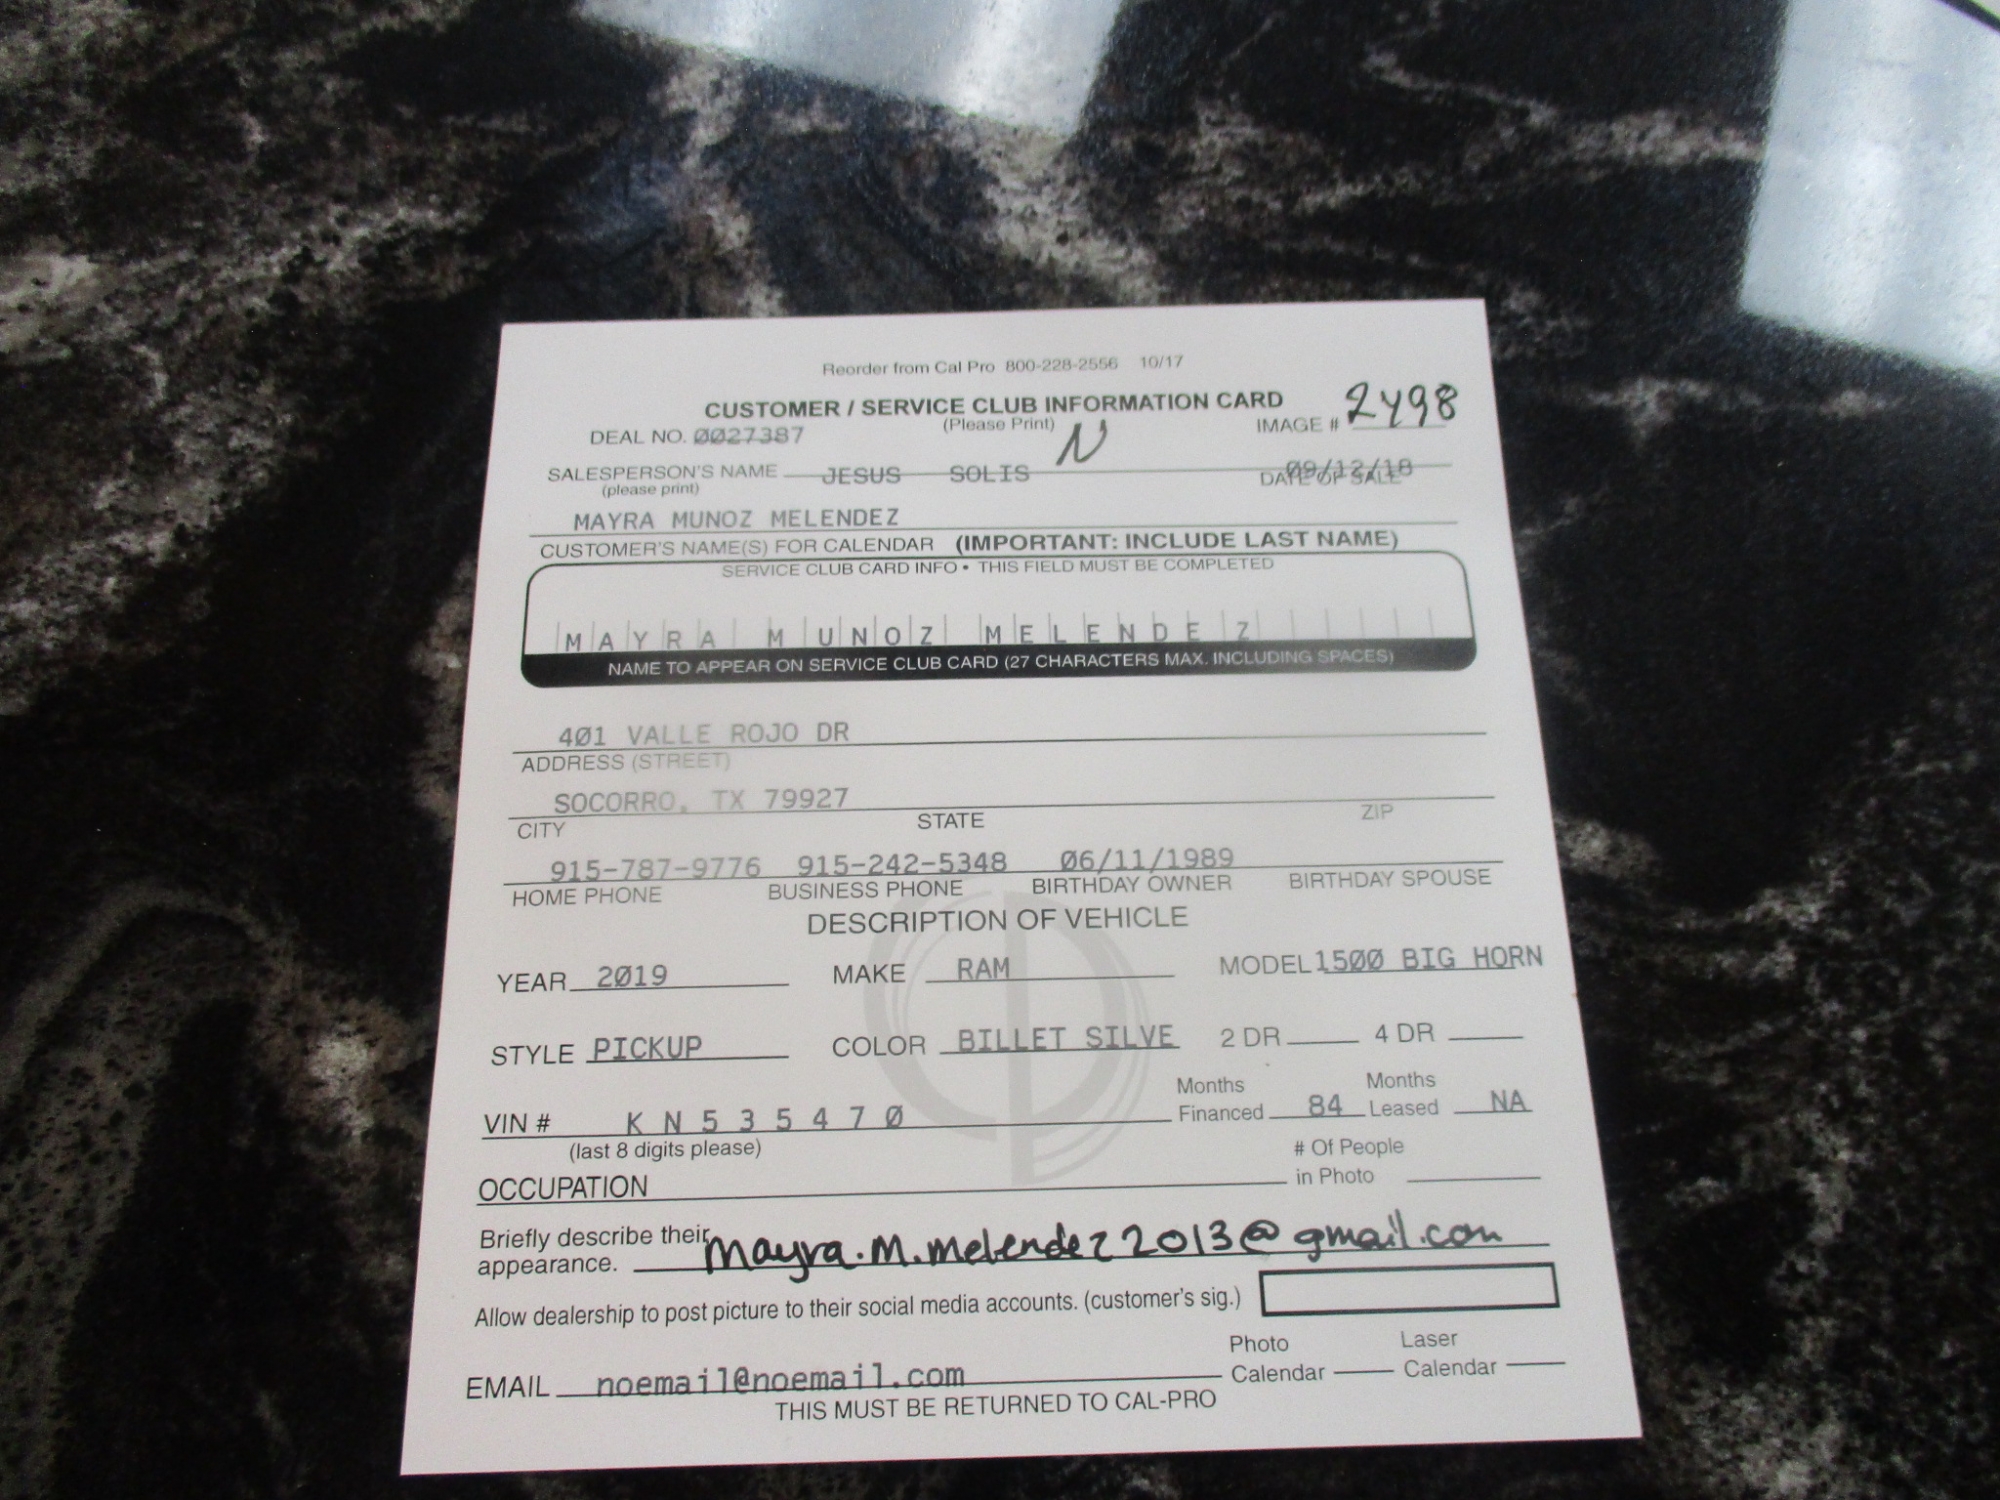 Reorder from Cal Pro 800-228-2556 10/17
CUSTOMER / SERVICE CLUB INFORMATION CARD
(Please Print)
DEAL NO. 0027387 N IMAGE # 2498
SALESPERSON'S NAME JESUS SOLIS DATE OF SALE 09/12/18
(please print)
MAYRA MUNOZ MELENDEZ
CUSTOMER'S NAME(S) FOR CALENDAR (IMPORTANT: INCLUDE LAST NAME)
SERVICE CLUB CARD INFO • THIS FIELD MUST BE COMPLETED
MAYRA MUNOZ MELENDEZ
NAME TO APPEAR ON SERVICE CLUB CARD (27 CHARACTERS MAX. INCLUDING SPACES)
401 VALLE ROJO DR
ADDRESS (STREET)
SOCORRO, TX 79927
CITY STATE ZIP
915-787-9776 915-242-5348 06/11/1989
HOME PHONE BUSINESS PHONE BIRTHDAY OWNER BIRTHDAY SPOUSE
DESCRIPTION OF VEHICLE
YEAR 2019 MAKE RAM MODEL 1500 BIG HORN
STYLE PICKUP COLOR BILLET SILVE 2 DR 4 DR
VIN # K N 5 3 5 4 7 0 Months Financed 84 Months Leased NA
(last 8 digits please)
OCCUPATION # Of People in Photo
Briefly describe their appearance. mayra.m.melendez2013@gmail.com
Allow dealership to post picture to their social media accounts. (customer's sig.)
EMAIL noemail@noemail.com Photo Calendar Laser Calendar
THIS MUST BE RETURNED TO CAL-PRO